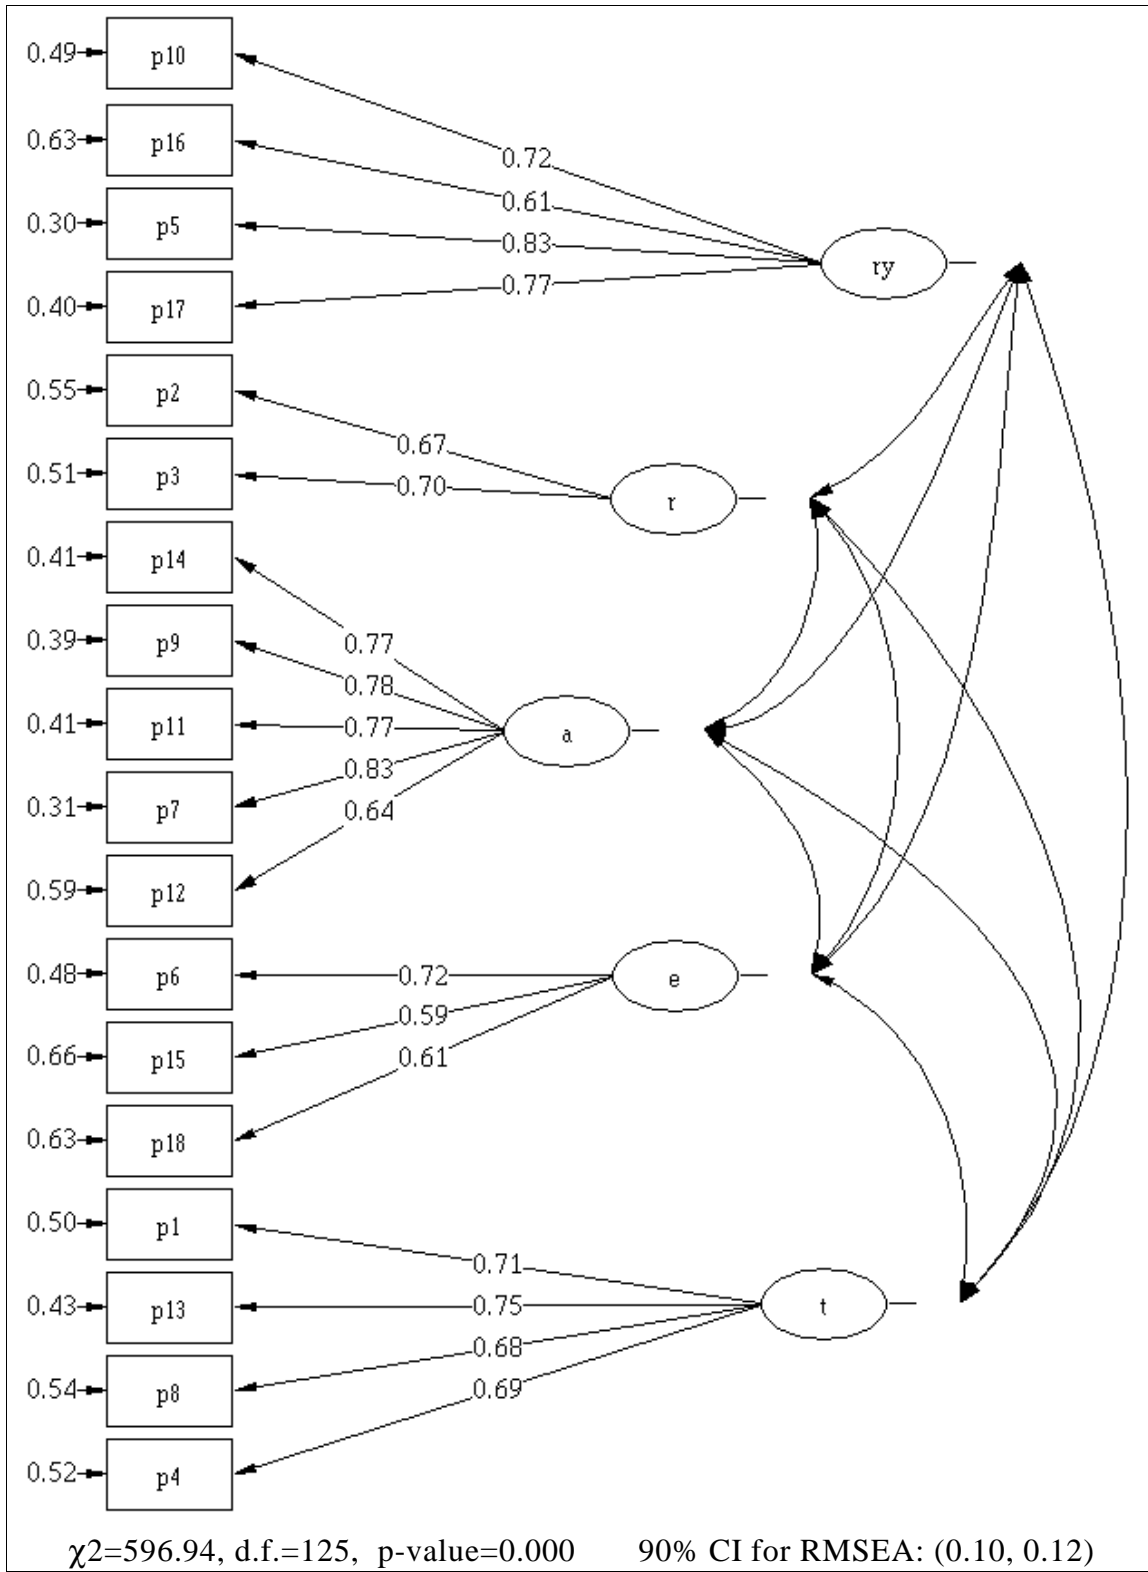 0.49 p10
0.72
0.63 p16
0.61
0.30 p5
0.83
ry
0.77
0.40 p17
0.55 p2
0.67
0.51 p3
0.70
r
0.41 p14
0.77
0.39 p9
0.78
0.41 p11
0.77
a
0.83
0.31 p7
0.64
0.59 p12
0.48 p6
0.72
e
0.59
0.66 p15
0.61
0.63 p18
0.50 p1
0.71
0.43 p13
0.75
t
0.68
0.54 p8
0.69
0.52 p4
χ2=596.94, d.f.=125, p-value=0.000 90% CI for RMSEA: (0.10, 0.12)